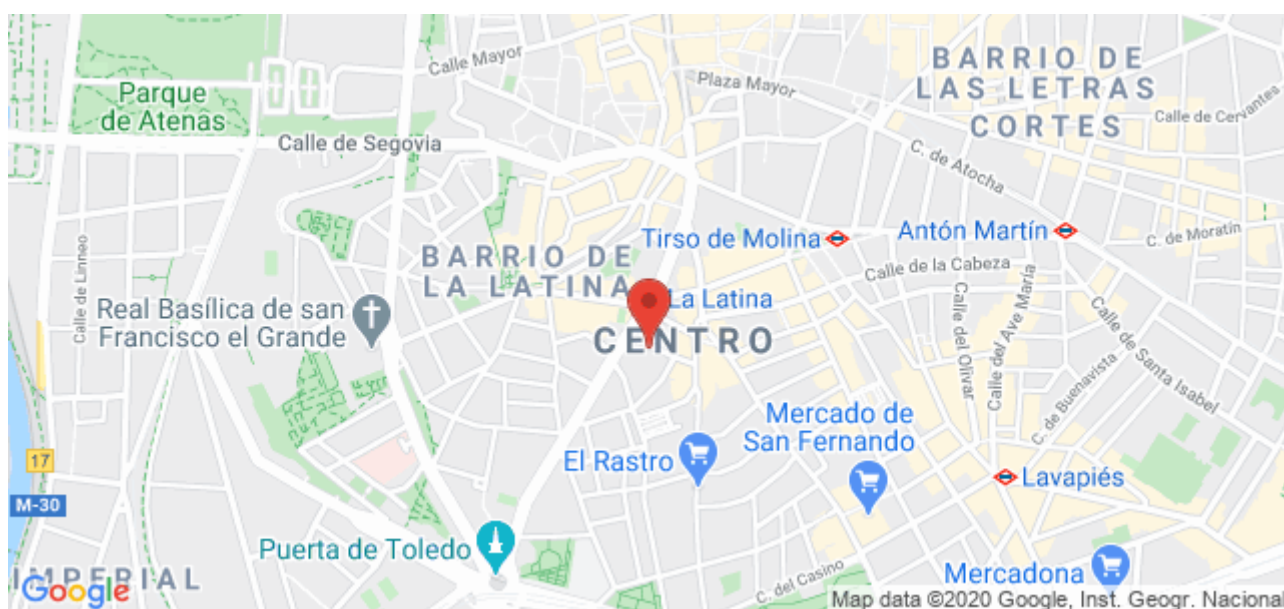 Calle Mayor
Plaza Mayor
BARRIO DE
LAS LETRAS
CORTES
Calle de Cervantes
Parque
de Atenas
Calle de Segovia
C. de Atocha
Tirso de Molina
Antón Martín
C. de Moratín
BARRIO DE
LA LATINA
Calle de la Cabeza
Calle de Linneo
Real Basílica de san
Francisco el Grande
La Latina
CENTRO
Calle del Olivar
Calle del Ave María
Calle de Santa Isabel
C. de Buenavista
Mercado de
San Fernando
El Rastro
17
Lavapiés
M-30
Puerta de Toledo
IMPERIAL
C. del Casino
Mercadona
Google
Map data ©2020 Google, Inst. Geogr. Naciona